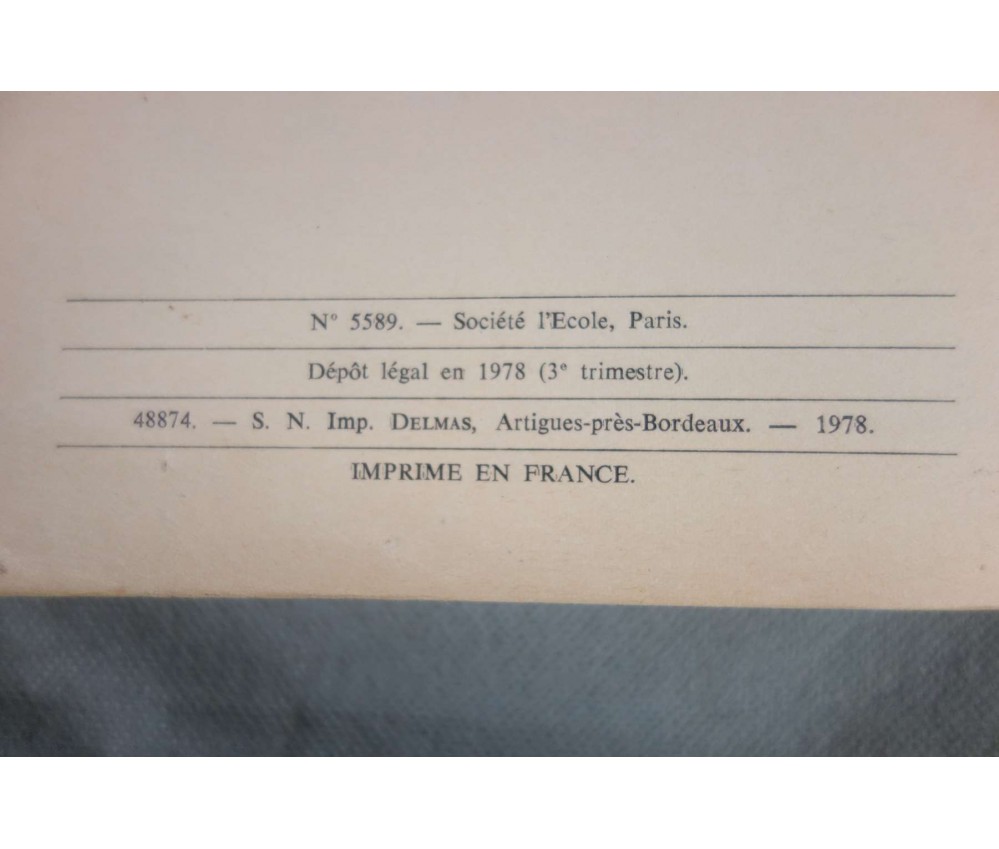 N° 5589. — Société l'Ecole, Paris.
Dépôt légal en 1978 (3e trimestre).
48874. — S. N. Imp. DELMAS, Artigues-près-Bordeaux. — 1978.
IMPRIME EN FRANCE.